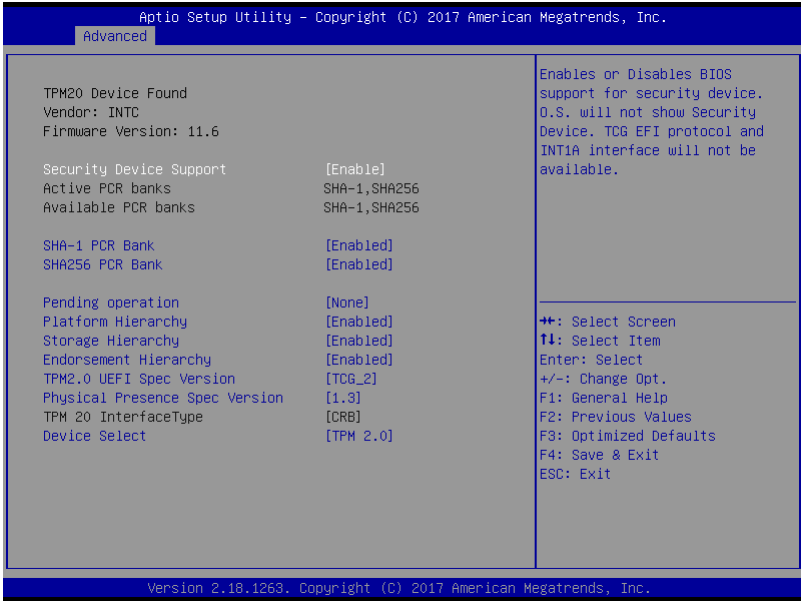 Aptio Setup Utility – Copyright (C) 2017 American Megatrends, Inc.
Advanced
TPM20 Device Found
Vendor: INTC
Firmware Version: 11.6
Security Device Support [Enable]
Active PCR banks SHA-1,SHA256
Available PCR banks SHA-1,SHA256
SHA-1 PCR Bank [Enabled]
SHA256 PCR Bank [Enabled]
Pending operation [None]
Platform Hierarchy [Enabled]
Storage Hierarchy [Enabled]
Endorsement Hierarchy [Enabled]
TPM2.0 UEFI Spec Version [TCG_2]
Physical Presence Spec Version [1.3]
TPM 20 InterfaceType [CRB]
Device Select [TPM 2.0]
Enables or Disables BIOS
support for security device.
O.S. will not show Security
Device. TCG EFI protocol and
INT1A interface will not be
available.
→←: Select Screen
↑↓: Select Item
Enter: Select
+/-: Change Opt.
F1: General Help
F2: Previous Values
F3: Optimized Defaults
F4: Save & Exit
ESC: Exit
Version 2.18.1263. Copyright (C) 2017 American Megatrends, Inc.